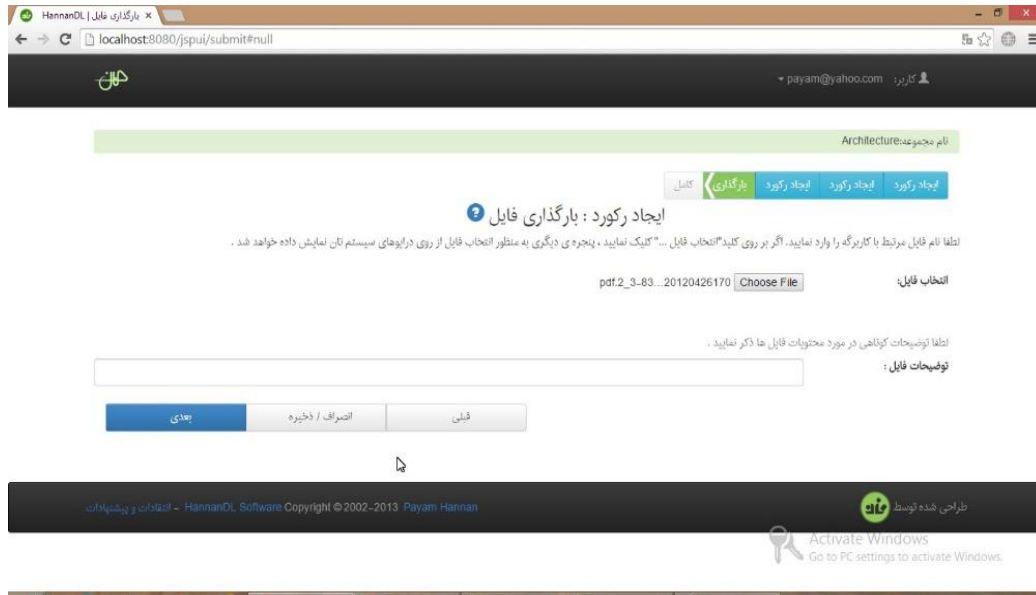 بارگذاری فایل | HannanDL
localhost:8080/jspui/submit#null
کاربر: payam@yahoo.com
نام مجموعه:Architecture
ایجاد رکورد ایجاد رکورد ایجاد رکورد بارگذاری کامل
ایجاد رکورد : بارگذاری فایل
لطفا نام فایل مرتبط با کاربرگه را وارد نمایید. اگر بر روی کلید"انتخاب فایل ..." کلیک نمایید ، پنجره ی دیگری به منظور انتخاب فایل از روی درایوهای سیستم تان نمایش داده خواهد شد .
انتخاب فایل: Choose File pdf.2_3-83...20120426170
لطفا توضیحات کوتاهی در مورد محتویات فایل ها ذکر نمایید .
توضیحات فایل :
قبلی انصراف / ذخیره بعدی
طراحی شده توسط
انتقادات و پیشنهادات - HannanDL Software Copyright © 2002-2013 Payam Hannan
Activate Windows
Go to PC settings to activate Windows.